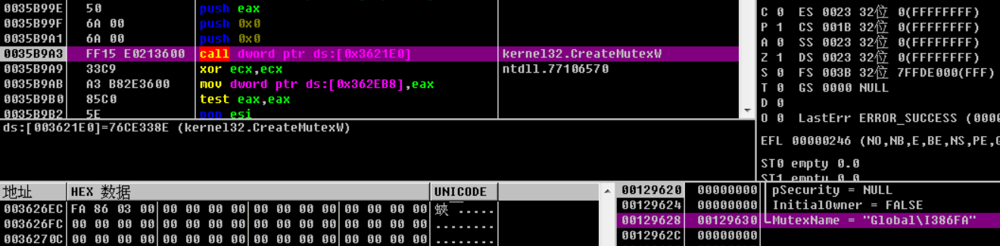 0035B99E 50 push eax
0035B99F 6A 00 push 0x0
0035B9A1 6A 00 push 0x0
0035B9A3 FF15 E0213600 call dword ptr ds:[0x3621E0] kernel32.CreateMutexW
0035B9A9 33C9 xor ecx,ecx ntdll.77106570
0035B9AB A3 B82E3600 mov dword ptr ds:[0x362EB8],eax
0035B9B0 85C0 test eax,eax
0035B9B2 5E pop esi
ds:[003621E0]=76CE338E (kernel32.CreateMutexW)
C 0 ES 0023 32位 0(FFFFFFFF)
P 1 CS 001B 32位 0(FFFFFFFF)
A 0 SS 0023 32位 0(FFFFFFFF)
Z 1 DS 0023 32位 0(FFFFFFFF)
S 0 FS 003B 32位 7FFDE000(FFF)
T 0 GS 0000 NULL
D 0
O 0 LastErr ERROR_SUCCESS (0000
EFL 00000246 (NO,NB,E,BE,NS,PE,G
ST0 empty 0.0
ST1 empty 0.0
地址 HEX 数据 UNICODE
003626EC FA 86 03 00 00 00 00 00 00 00 00 00 00 00 00 00 .....
003626FC 00 00 00 00 00 00 00 00 00 00 00 00 00 00 00 00 ........
0036270C 00 00 00 00 00 00 00 00 00 00 00 00 00 00 00 00 ........
00129620 00000000 pSecurity = NULL
00129624 00000000 InitialOwner = FALSE
00129628 00129630 MutexName = "Global\I386FA"
0012962C 00000000